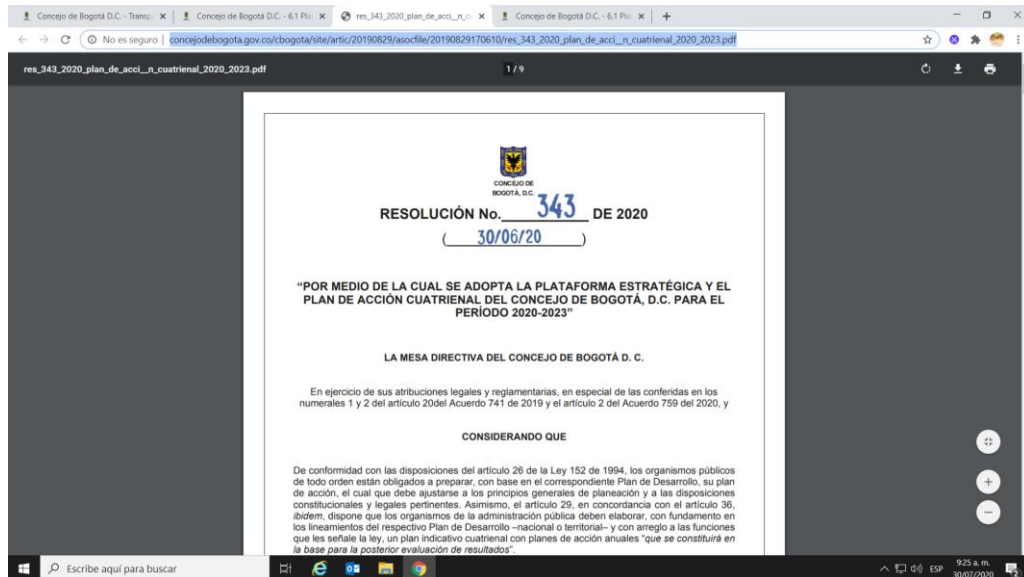 Concejo de Bogotá D.C. - Transp
Concejo de Bogotá D.C. - 6.1 Pla
res_343_2020_plan_de_acci__n_c
Concejo de Bogotá D.C. - 6.1 Pla
No es seguro | concejodebogota.gov.co/cbogota/site/artic/20190829/asocfile/20190829170610/res_343_2020_plan_de_acci__n_cuatrienal_2020_2023.pdf
res_343_2020_plan_de_acci__n_cuatrienal_2020_2023.pdf
1 / 9
CONCEJO DE
BOGOTÁ, D.C.
RESOLUCIÓN No. 343 DE 2020
( 30/06/20 )
“POR MEDIO DE LA CUAL SE ADOPTA LA PLATAFORMA ESTRATÉGICA Y EL
PLAN DE ACCIÓN CUATRIENAL DEL CONCEJO DE BOGOTÁ, D.C. PARA EL
PERÍODO 2020-2023”
LA MESA DIRECTIVA DEL CONCEJO DE BOGOTÁ D. C.
En ejercicio de sus atribuciones legales y reglamentarias, en especial de las conferidas en los
numerales 1 y 2 del artículo 20del Acuerdo 741 de 2019 y el artículo 2 del Acuerdo 759 del 2020, y
CONSIDERANDO QUE
De conformidad con las disposiciones del artículo 26 de la Ley 152 de 1994, los organismos públicos
de todo orden están obligados a preparar, con base en el correspondiente Plan de Desarrollo, su plan
de acción, el cual debe ajustarse a los principios generales de planeación y a las disposiciones
constitucionales y legales pertinentes. Asimismo, el artículo 29, en concordancia con el artículo 36,
ibidem, dispone que los organismos de la administración pública deben elaborar, con fundamento en
los lineamientos del respectivo Plan de Desarrollo –nacional o territorial– y con arreglo a las funciones
que les señale la ley, un plan indicativo cuatrienal con planes de acción anuales “que se constituirá en
la base para la posterior evaluación de resultados”.
Escribe aquí para buscar
ESP
9:25 a. m.
30/07/2020